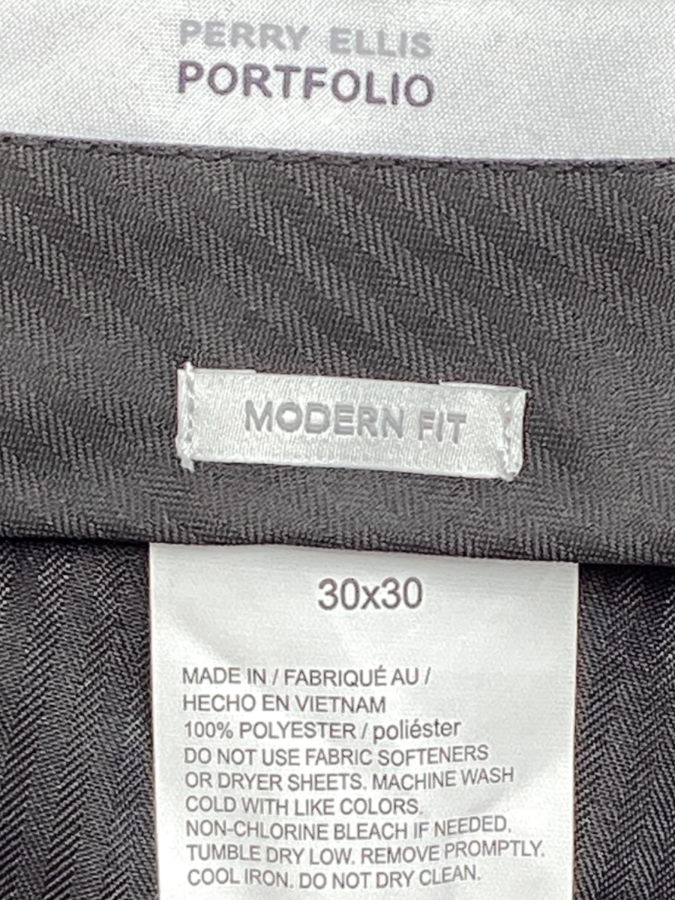 PERRY ELLIS
PORTFOLIO
MODERN FIT
30x30
MADE IN / FABRIQUÉ AU /
HECHO EN VIETNAM
100% POLYESTER / poliéster
DO NOT USE FABRIC SOFTENERS
OR DRYER SHEETS. MACHINE WASH
COLD WITH LIKE COLORS.
NON-CHLORINE BLEACH IF NEEDED.
TUMBLE DRY LOW. REMOVE PROMPTLY.
COOL IRON. DO NOT DRY CLEAN.